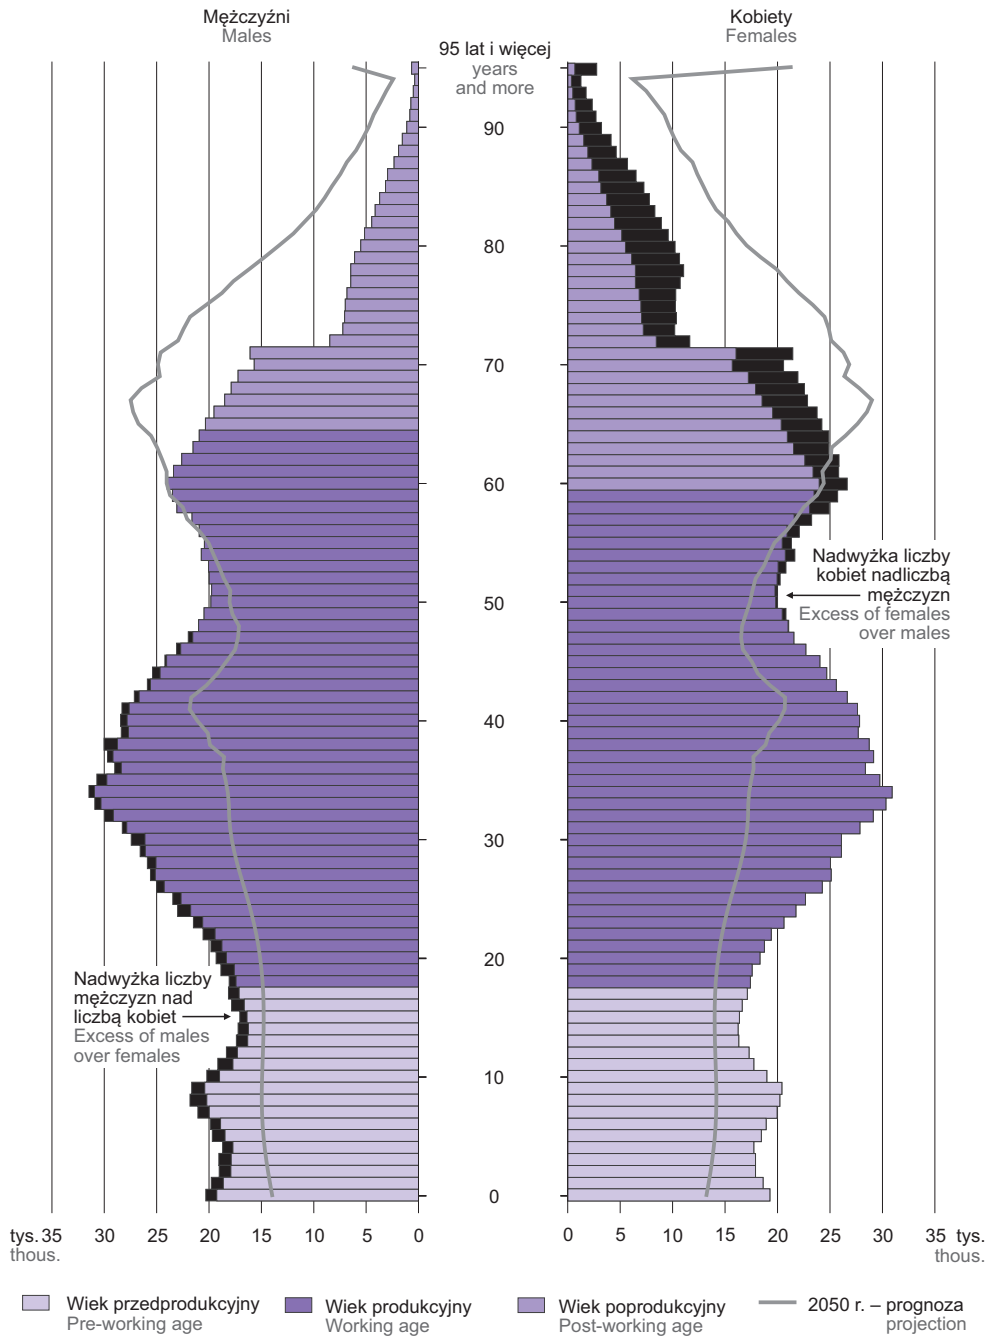 Mężczyźni
Males
Kobiety
Females
95 lat i więcej
years
and more
90
80
70
60
50
40
30
20
10
0
Nadwyżka liczby
kobiet nadliczbą
mężczyzn
Excess of females
over males
Nadwyżka liczby
mężczyzn nad
liczbą kobiet
Excess of males
over females
tys. 35 30 25 20 15 10 5 0
thous.
0 5 10 15 20 25 30 35 tys.
thous.
Wiek przedprodukcyjny
Pre-working age
Wiek produkcyjny
Working age
Wiek poprodukcyjny
Post-working age
2050 r. – prognoza
projection